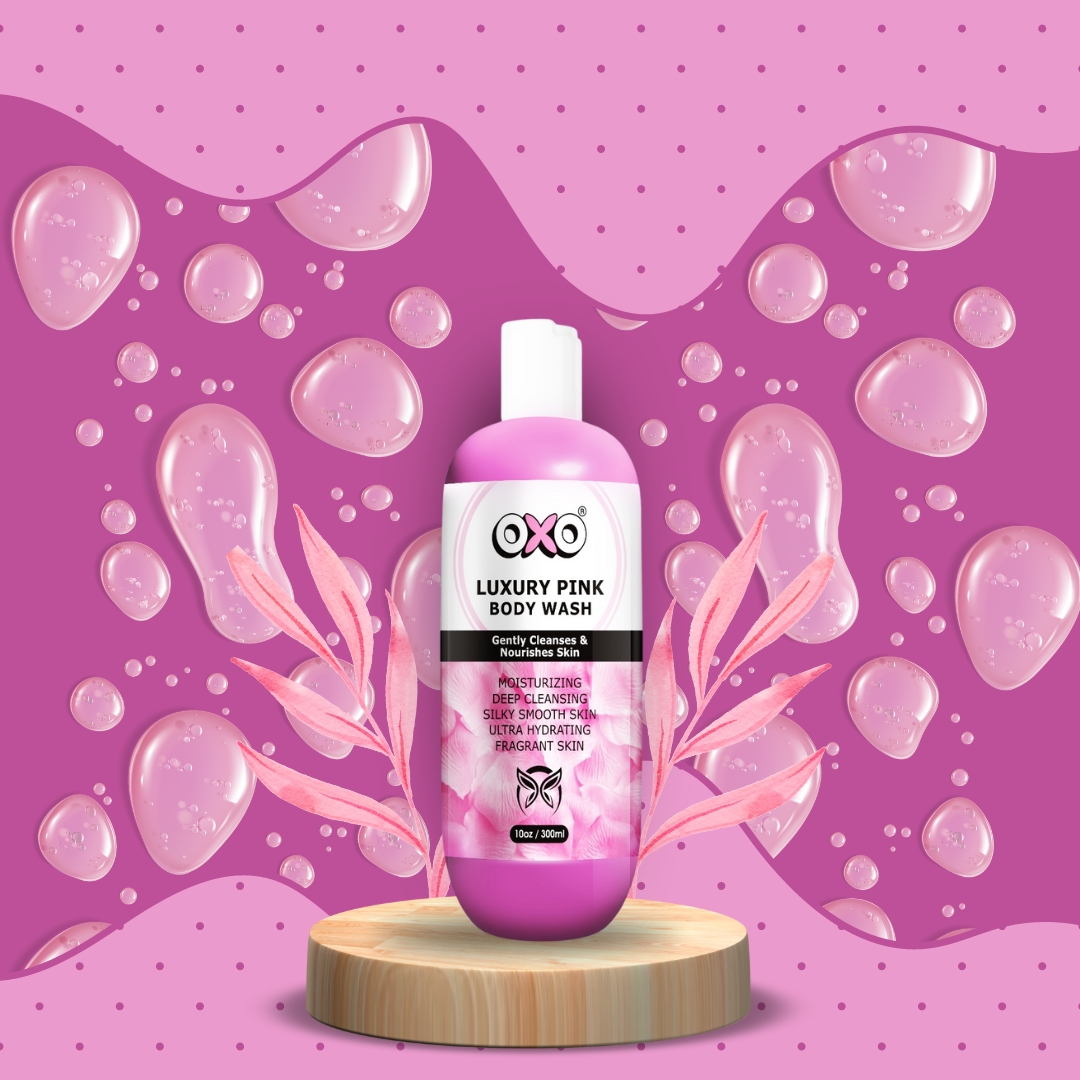 OXO®
LUXURY PINK
BODY WASH
Gently Cleanses &
Nourishes Skin
MOISTURIZING
DEEP CLEANSING
SILKY SMOOTH SKIN
ULTRA HYDRATING
FRAGRANT SKIN
10oz / 300ml